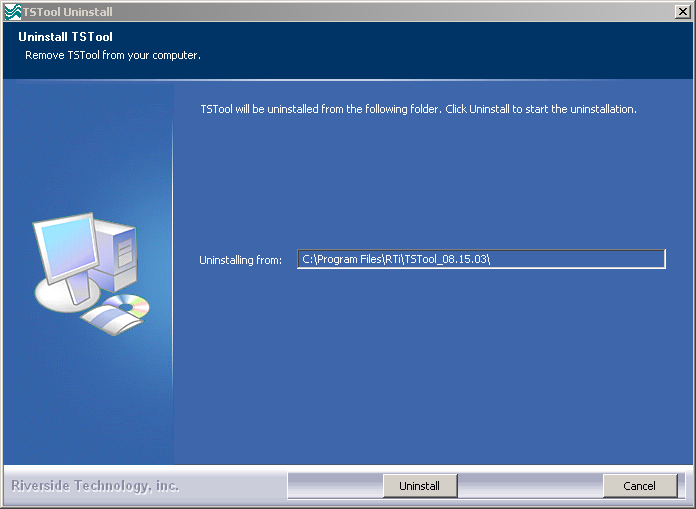 TSTool Uninstall
Uninstall TSTool
Remove TSTool from your computer.
TSTool will be uninstalled from the following folder. Click Uninstall to start the uninstallation.
Uninstalling from: C:\Program Files\RTi\TSTool_08.15.03\
Riverside Technology, inc.
Uninstall
Cancel